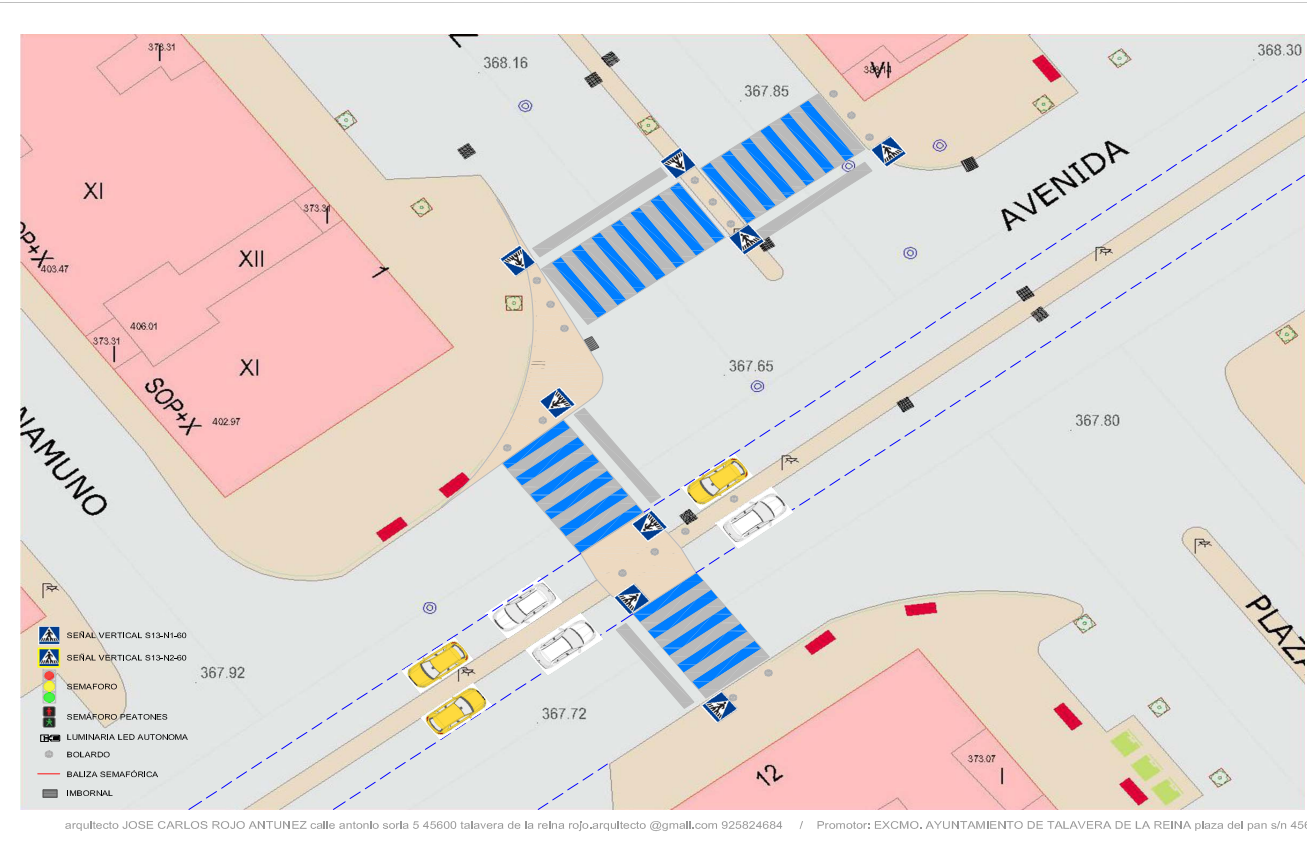 373.31
368.16
367.85
VI
368.30
XI
373.31
AVENIDA
403.47
XII
1
406.01
373.31
XI
367.65
SOP+X
402.97
367.80
NAMUNO
367.92
367.72
PLAZA
12
373.07
SEÑAL VERTICAL S13-N1-60
SEÑAL VERTICAL S13-N2-60
SEMAFORO
SEMÁFORO PEATONES
LUMINARIA LED AUTONOMA
BOLARDO
BALIZA SEMAFÓRICA
IMBORNAL
arquitecto JOSE CARLOS ROJO ANTUNEZ calle antonio soria 5 45600 talavera de la reina rojo.arquitecto @gmail.com 925824684 / Promotor: EXCMO. AYUNTAMIENTO DE TALAVERA DE LA REINA plaza del pan s/n 456